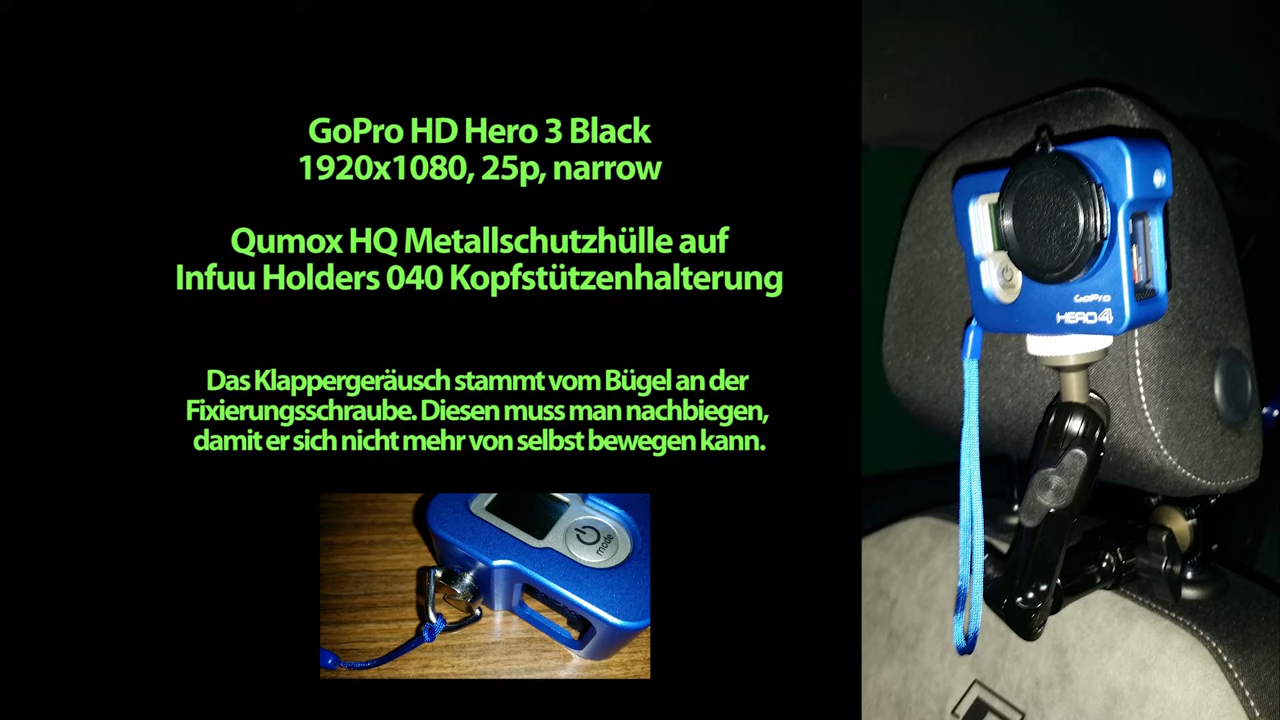 GoPro HD Hero 3 Black
1920x1080, 25p, narrow
Qumox HQ Metallschutzhülle auf
Infuu Holders 040 Kopfstützenhalterung
Das Klappergeräusch stammt vom Bügel an der
Fixierungsschraube. Diesen muss man nachbiegen,
damit er sich nicht mehr von selbst bewegen kann.
mode
GoPro
HERO4